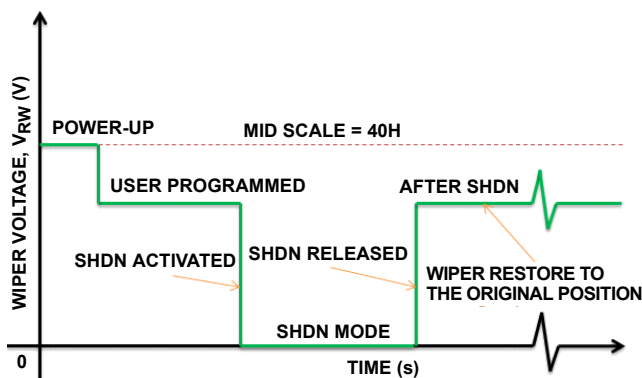 WIPER VOLTAGE, VRW (V)
POWER-UP
MID SCALE = 40H
USER PROGRAMMED
AFTER SHDN
SHDN ACTIVATED
SHDN RELEASED
WIPER RESTORE TO
THE ORIGINAL POSITION
SHDN MODE
0
TIME (s)